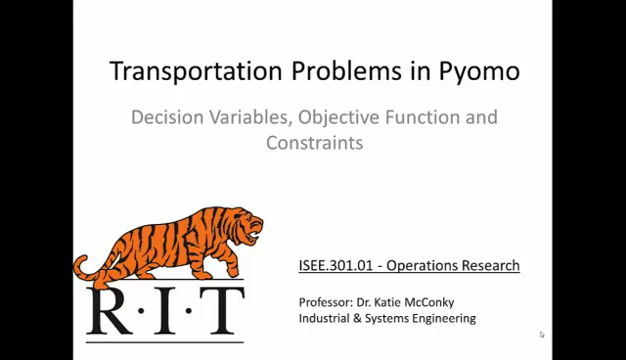 Transportation Problems in Pyomo
Decision Variables, Objective Function and
Constraints
R·I·T
ISEE.301.01 - Operations Research
Professor: Dr. Katie McConky
Industrial & Systems Engineering